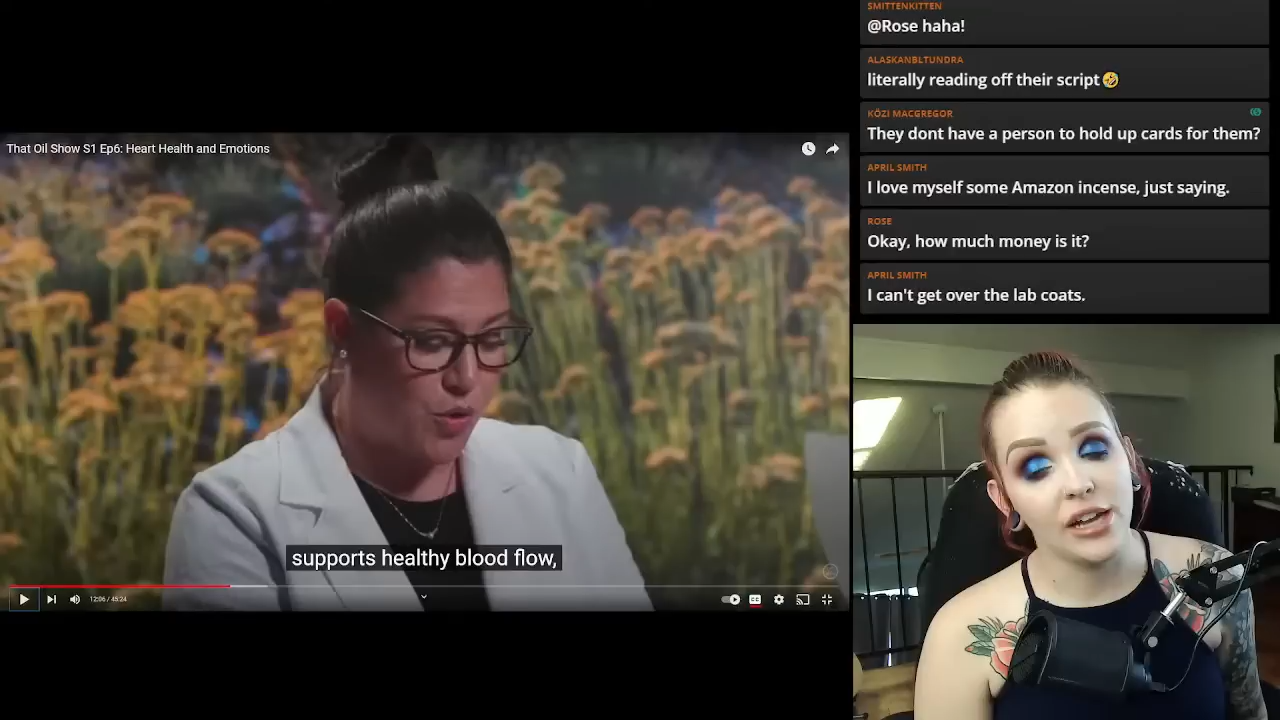 That Oil Show S1 Ep6: Heart Health and Emotions
supports healthy blood flow,
12:06 / 45:24
SMITTENKITTEN
@Rose haha!
ALASKANBLTUNDRA
literally reading off their script🤣
KÖZI MACGREGOR
They dont have a person to hold up cards for them?
APRIL SMITH
I love myself some Amazon incense, just saying.
ROSE
Okay, how much money is it?
APRIL SMITH
I can't get over the lab coats.